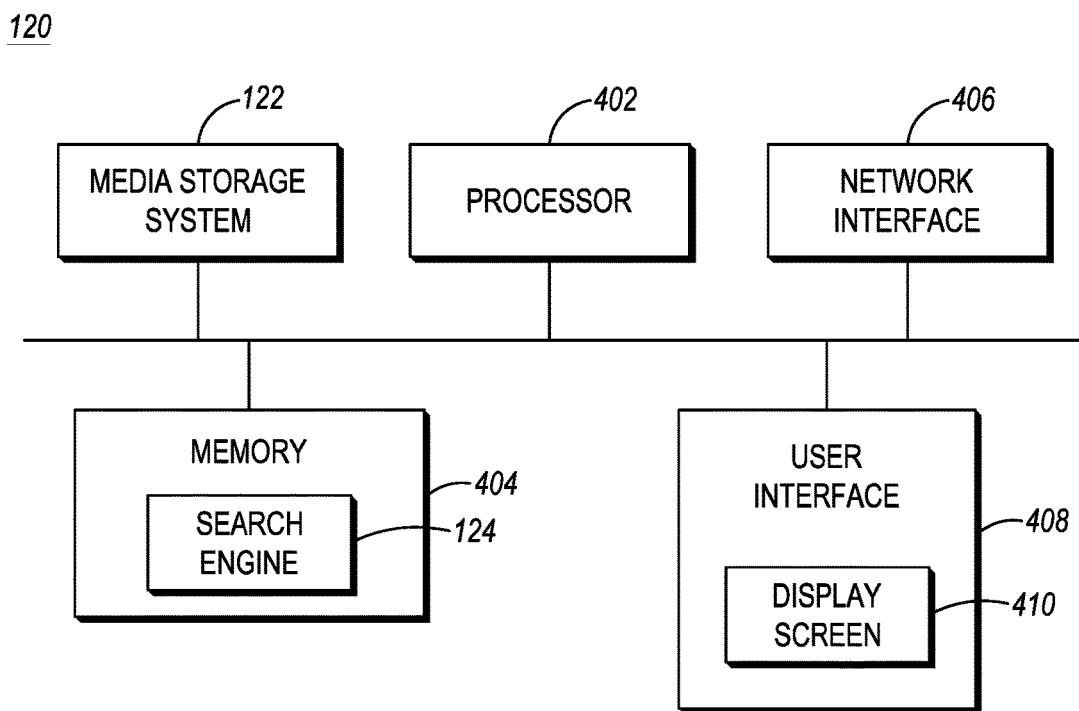 120
122
402
406
MEDIA STORAGE
SYSTEM
PROCESSOR
NETWORK
INTERFACE
MEMORY
404
SEARCH
ENGINE
124
USER
INTERFACE
408
DISPLAY
SCREEN
410